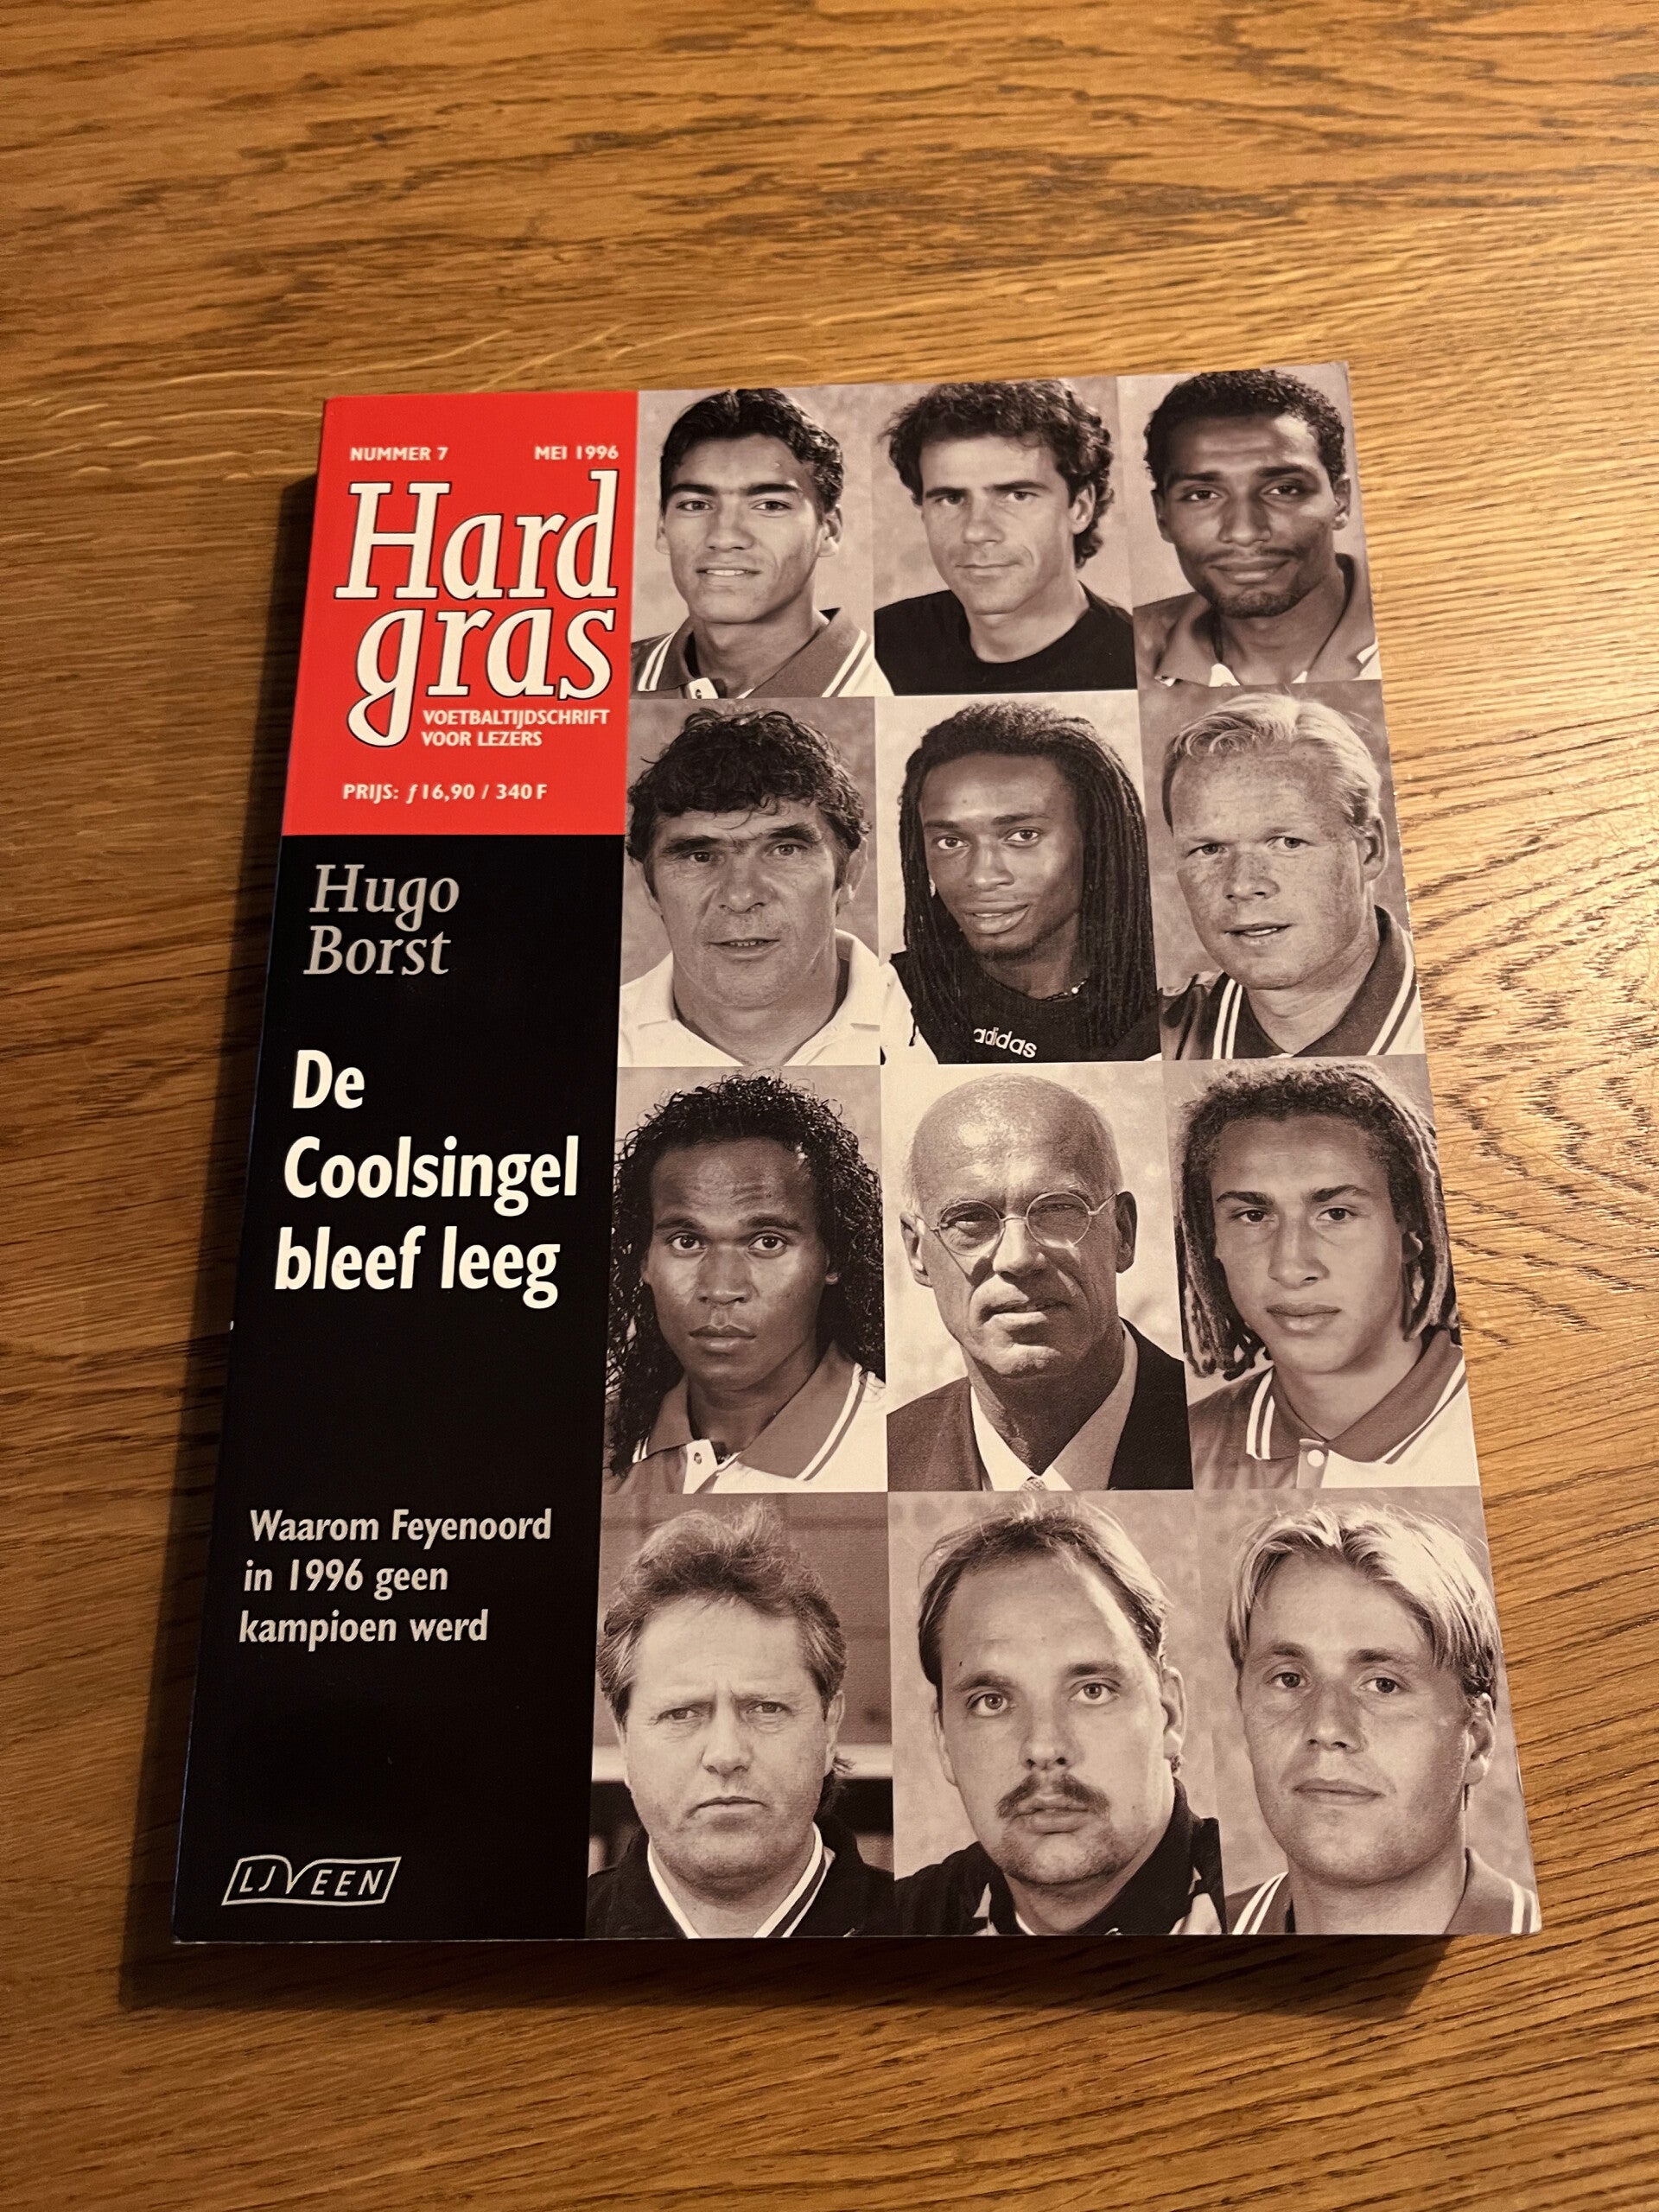 NUMMER 7 MEI 1996
Hard
gras
VOETBALTIJDSCHRIFT
VOOR LEZERS
PRIJS: ƒ16,90 / 340 F
Hugo
Borst
De
Coolsingel
bleef leeg
Waarom Feyenoord
in 1996 geen
kampioen werd
LJVEEN
adidas